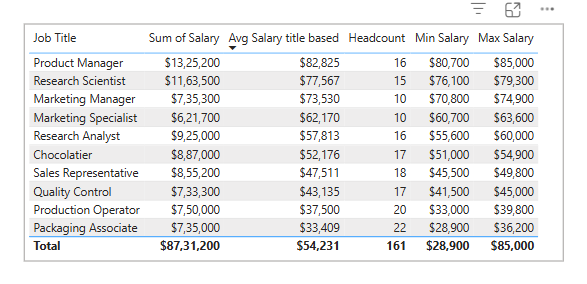 Job Title Sum of Salary Avg Salary title based Headcount Min Salary Max Salary
Product Manager $13,25,200 $82,825 16 $80,700 $85,000
Research Scientist $11,63,500 $77,567 15 $76,100 $79,300
Marketing Manager $7,35,300 $73,530 10 $70,800 $74,900
Marketing Specialist $6,21,700 $62,170 10 $60,700 $63,600
Research Analyst $9,25,000 $57,813 16 $55,600 $60,000
Chocolatier $8,87,000 $52,176 17 $51,000 $54,900
Sales Representative $8,55,200 $47,511 18 $45,500 $49,800
Quality Control $7,33,300 $43,135 17 $41,500 $45,000
Production Operator $7,50,000 $37,500 20 $33,000 $39,800
Packaging Associate $7,35,000 $33,409 22 $28,900 $36,200
Total $87,31,200 $54,231 161 $28,900 $85,000